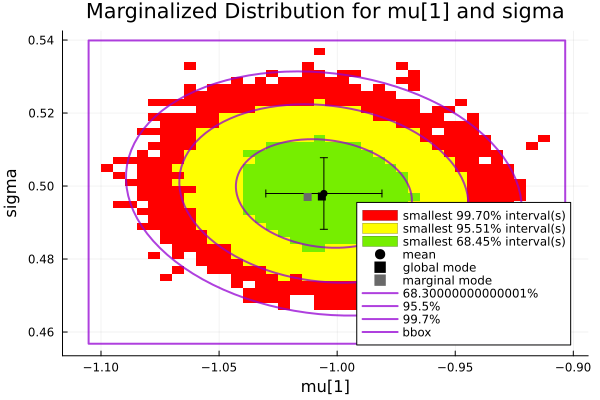 Marginalized Distribution for mu[1] and sigma
0.54
0.52
0.50
0.48
0.46
sigma
smallest 99.70% interval(s)
smallest 95.51% interval(s)
smallest 68.45% interval(s)
mean
global mode
marginal mode
68.30000000000001%
95.5%
99.7%
bbox
−1.10 −1.05 −1.00 −0.95 −0.90
mu[1]